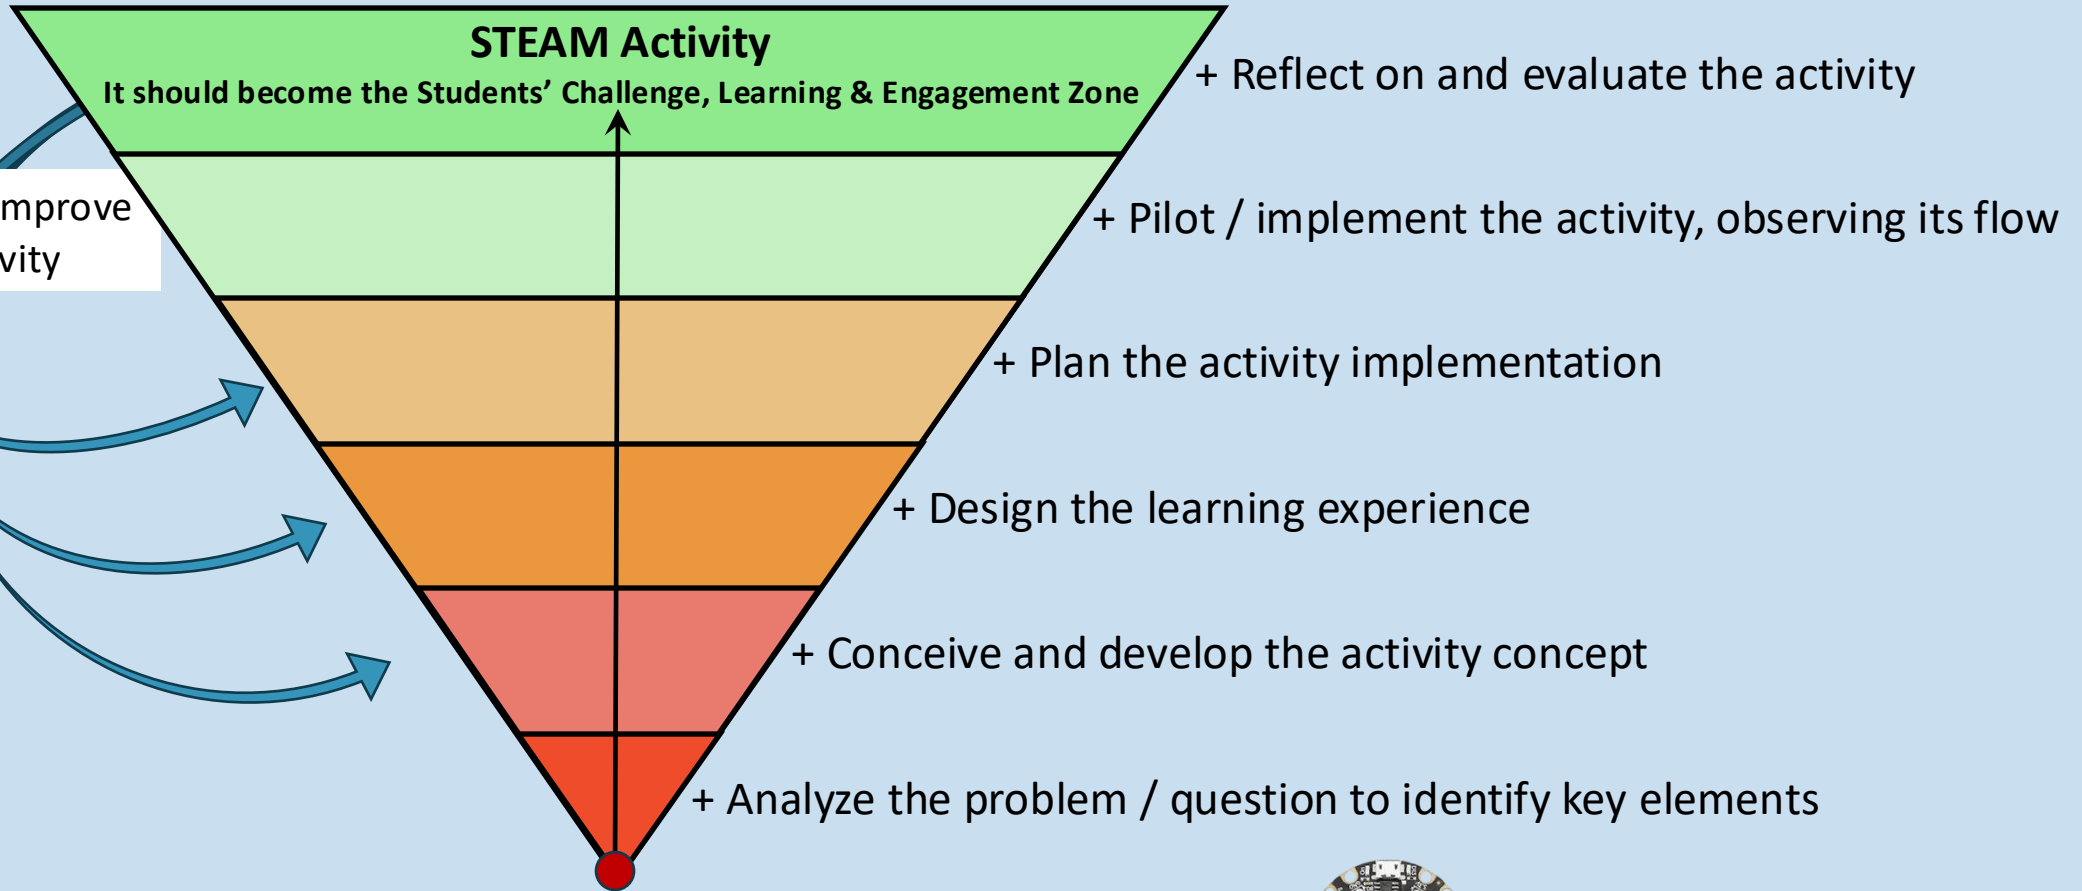 STEAM Activity
It should become the Students’ Challenge, Learning & Engagement Zone
+ Reflect on and evaluate the activity
+ Pilot / implement the activity, observing its flow
+ Plan the activity implementation
+ Design the learning experience
+ Conceive and develop the activity concept
+ Analyze the problem / question to identify key elements